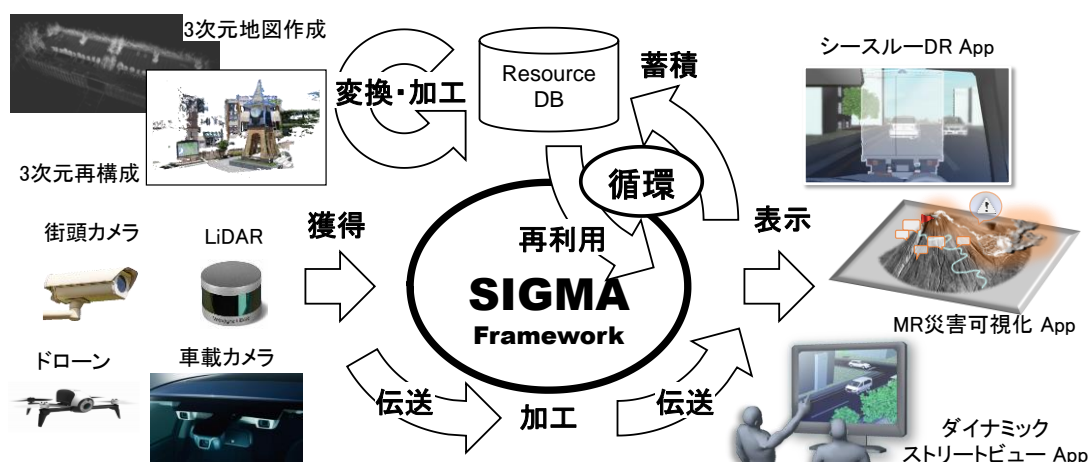 3次元地図作成
変換・加工
Resource
DB
蓄積
シースルーDR App
3次元再構成
循環
街頭カメラ
LiDAR
獲得
再利用
表示
SIGMA
Framework
MR災害可視化 App
ドローン
車載カメラ
伝送
加工
伝送
ダイナミック
ストリートビュー App